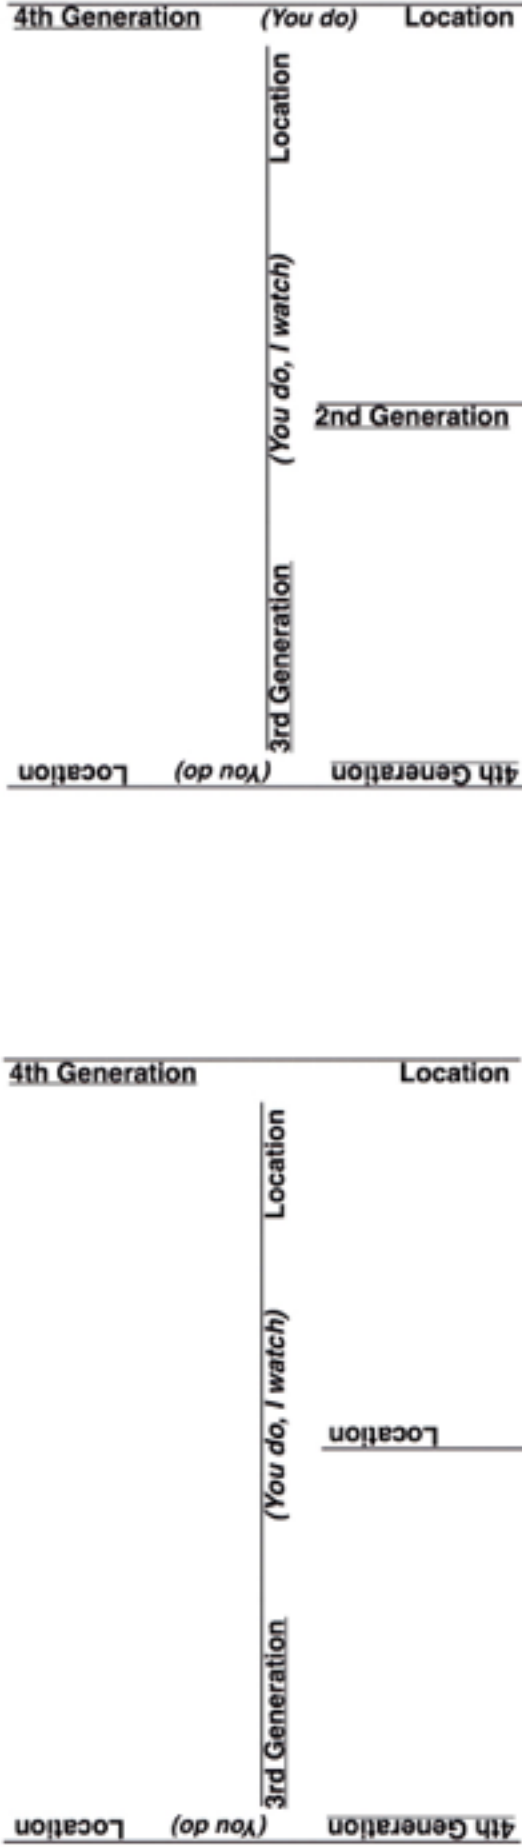 4th Generation (You do) Location
Location
(You do, I watch)
2nd Generation
3rd Generation
4th Generation (You do) Location
4th Generation Location
Location
(You do, I watch)
Location
3rd Generation
4th Generation (You do) Location